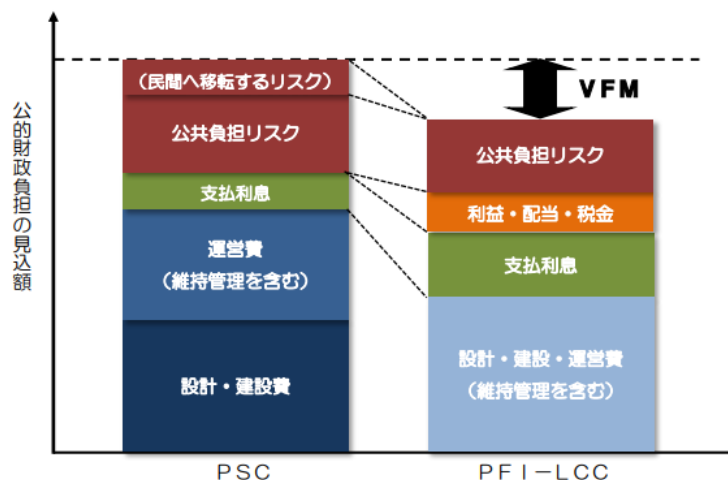 公的財政負担の見込額
(民間へ移転するリスク)
公共負担リスク
支払利息
運営費
(維持管理を含む)
設計・建設費
PSC
VFM
公共負担リスク
利益・配当・税金
支払利息
設計・建設・運営費
(維持管理を含む)
PFI-LCC